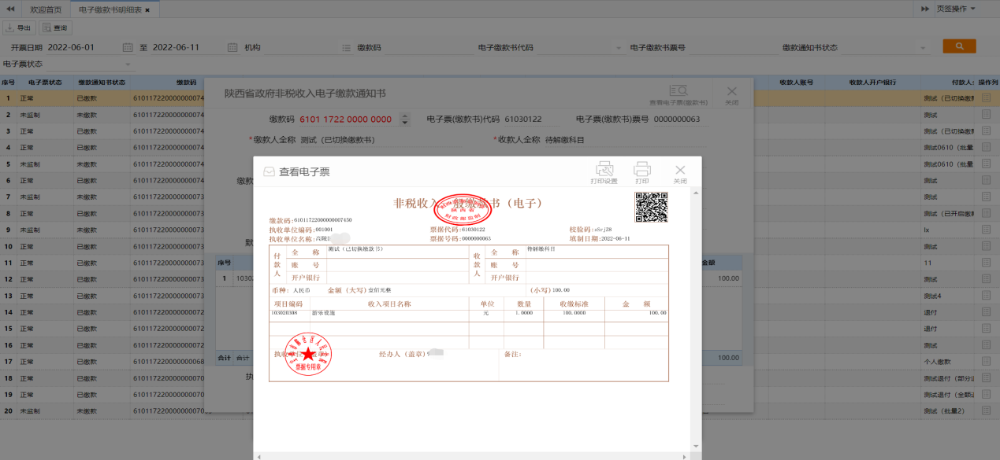 欢迎首页 电子缴款书明细表 × 页签操作
导出 查询
开票日期 2022-06-01 至 2022-06-11 机构 缴款码 电子缴款书代码 电子缴款书票号 缴款通知书状态
电子票状态
序号 电子票状态 缴款通知书状态 缴款码 收款人账号 收款人开户银行 付款人全 操作列
陕西省政府非税收入电子缴款通知书 查看电子票(缴款书) 关闭
缴款码 6101 1722 0000 0000 电子票(缴款书)代码 61030122 电子票(缴款书)票号 0000000063
*缴款人全称 测试（已切换缴款书） *收款人全称 待解缴科目
1 正常 已缴款 610117220000000074 测试（已切换缴款
2 未监制 未缴款 610117220000000074 测试
3 正常 已缴款 610117220000000074 测试（已切换缴
4 正常 已缴款 610117220000000074 测试0610（批量
5 未监制 未缴款 610117220000000074 测试0610（批量
6 正常 已缴款 610117220000000074 测试
7 未监制 未缴款 610117220000000073 测试
8 正常 已缴款 610117220000000073 测试（已开启缴
9 未监制 未缴款 610117220000000073 lx
10 正常 已缴款 610117220000000073 测试
11 正常 已缴款 610117220000000073 11
12 正常 已缴款 610117220000000073 测试
13 正常 已缴款 610117220000000073 测试4
14 正常 已缴款 610117220000000072 退付
15 正常 已缴款 610117220000000072 退付
16 正常 已缴款 610117220000000072 测试
17 正常 已缴款 610117220000000068 个人缴款
18 正常 已缴款 610117220000000070 测试退付（部分
19 正常 已缴款 610117220000000070 测试退付（全额
20 未监制 未缴款 610117220000000070 测试（批量2）
序号 金额
1 10302 100.00
合计 合计 100.00
查看电子票 打印设置 打印 关闭
非税收入一般缴款书（电子）
缴款码:6101172200000000​7450
执收单位编码:001001 票据代码:61030122 校验码:sSrjZ8
执收单位名称:高陵 票据号码:0000000063 填制日期:2022-06-11
付款人 全 称 测试（已切换缴款书） 收款人 全 称 待解缴科目
账 号 账 号
开户银行 开户银行
币种: 人民币 金额（大写）壹佰元整 (小写)100.00
项目编码 收入项目名称 单位 数量 收缴标准 金 额
103020308 游乐设施 元 1.0000 100.0000 100.00
执收单位（盖章） 经办人（盖章） 备注:
陕西省
财政部监制
票据专用章